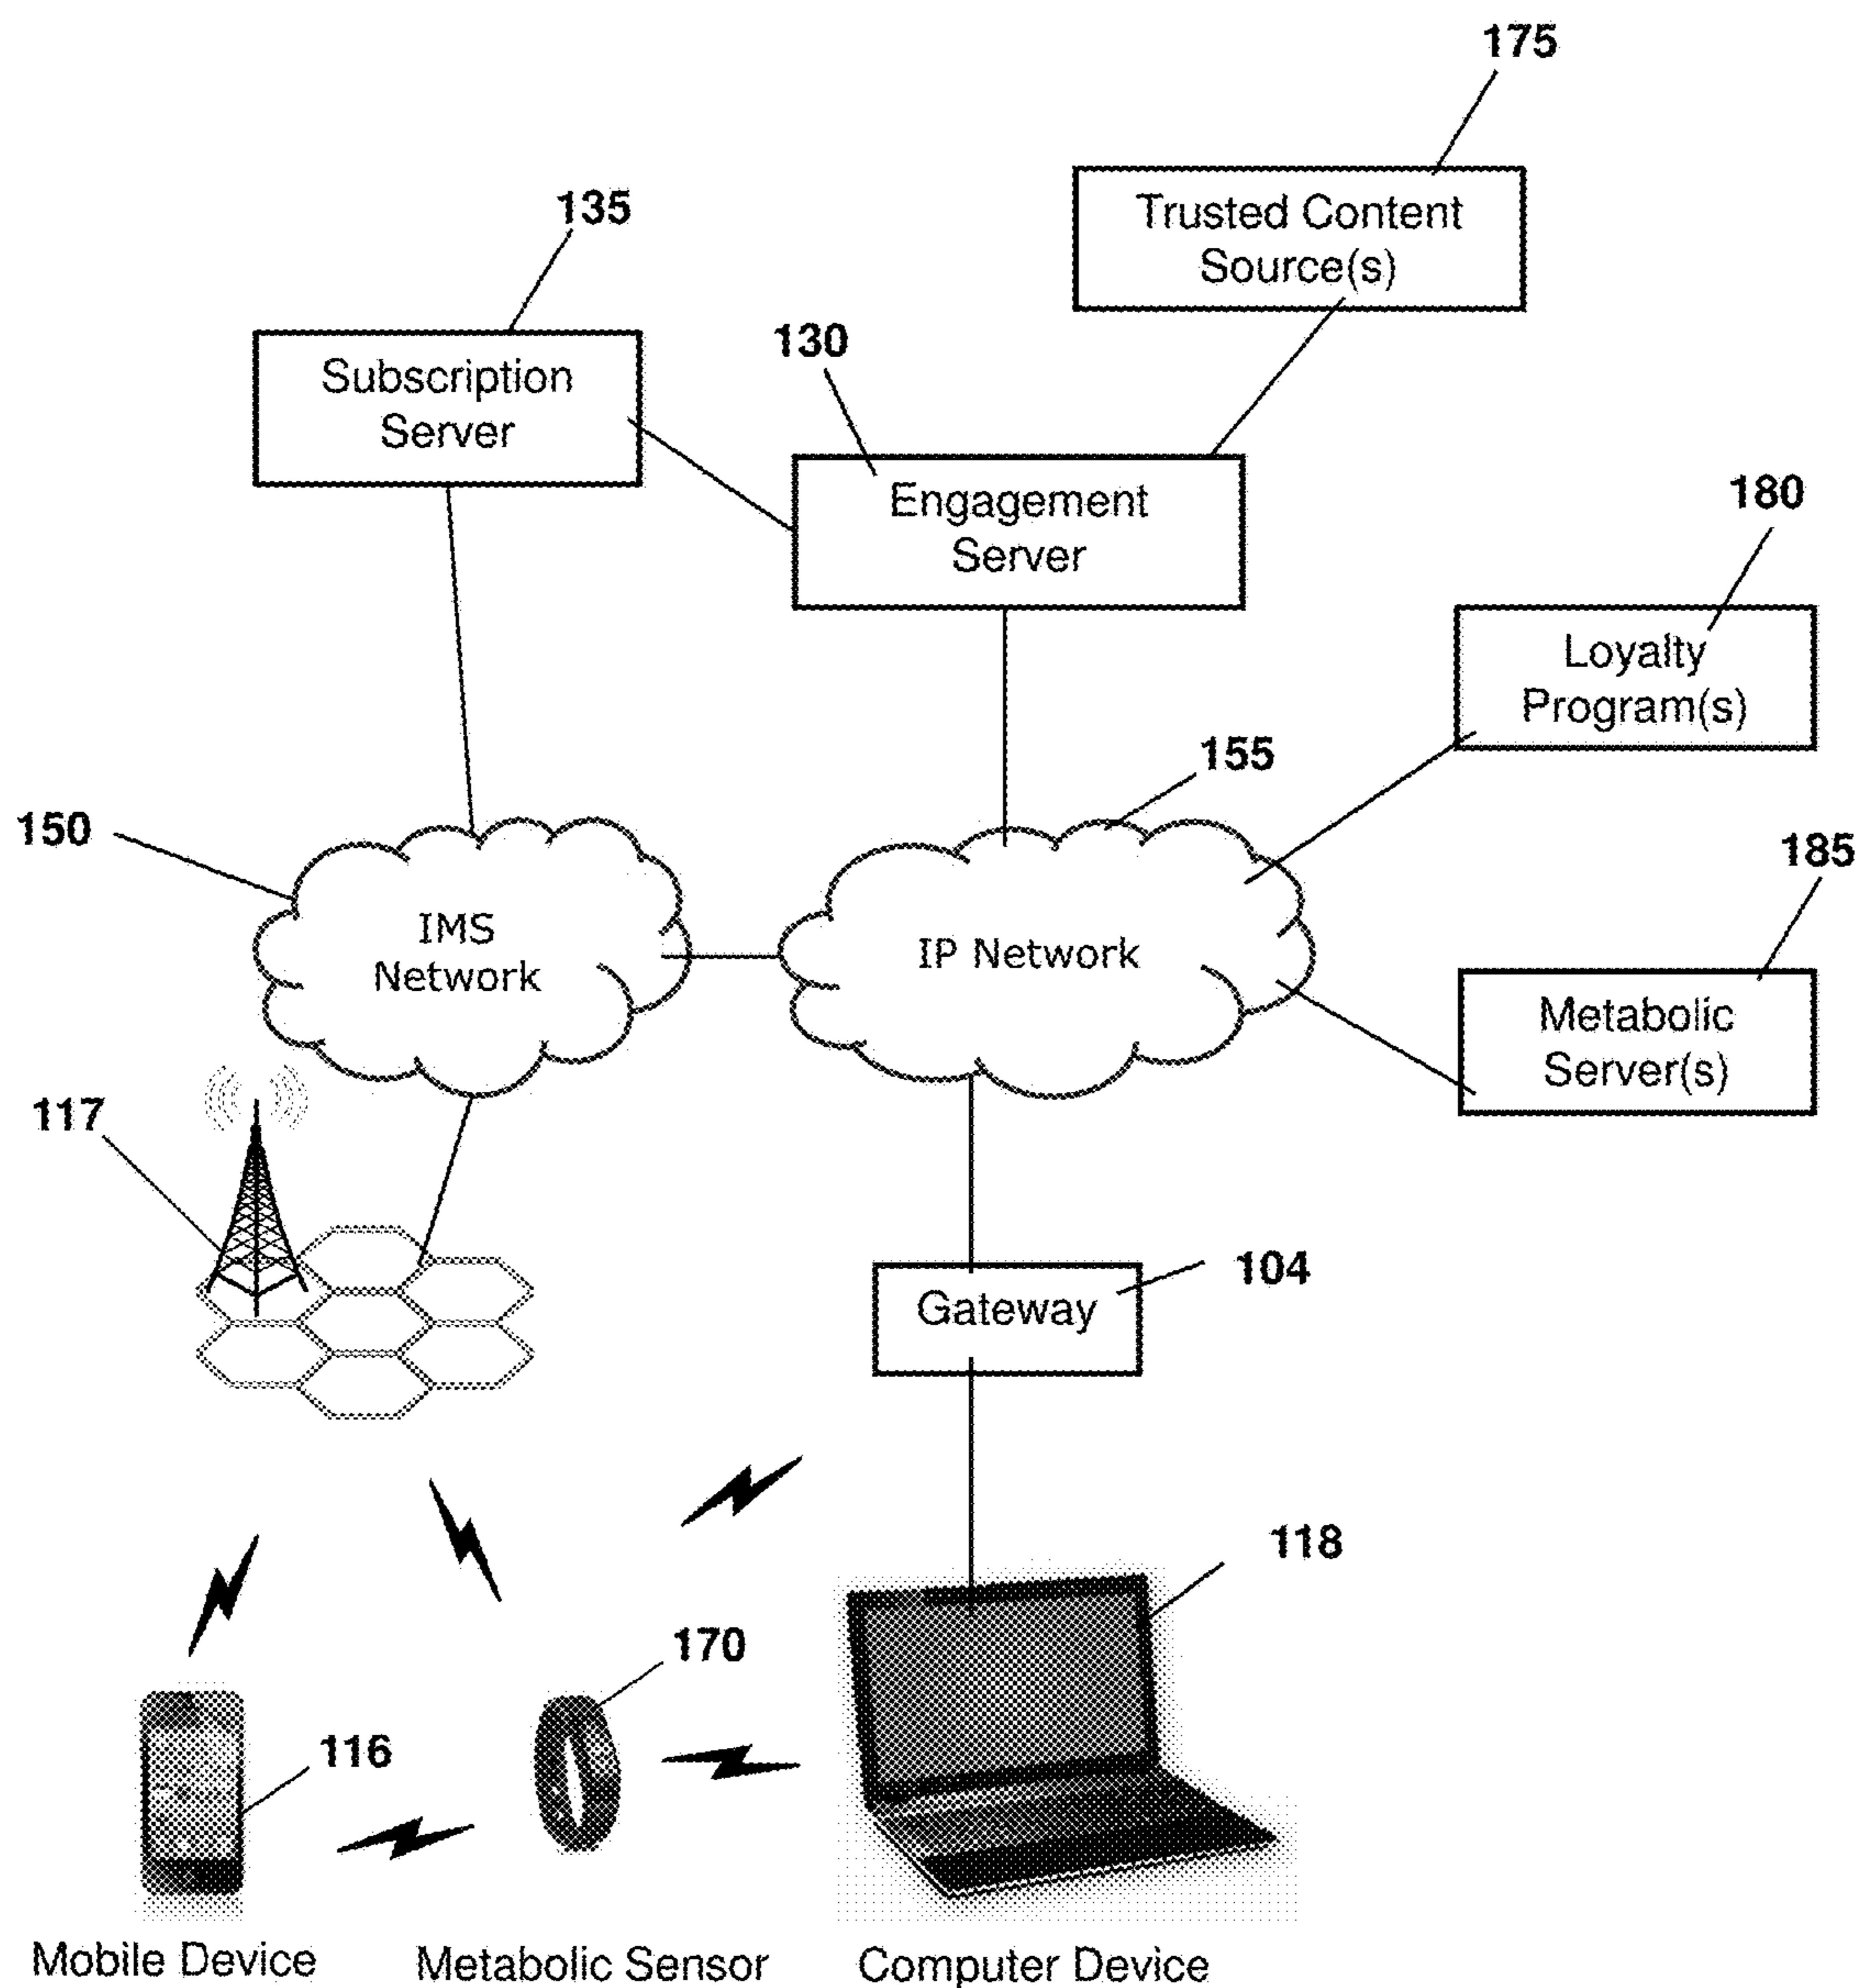 175
Trusted Content
Source(s)
135
Subscription
Server
130
Engagement
Server
180
Loyalty
Program(s)
155
150
IMS
Network
IP Network
185
Metabolic
Server(s)
117
104
Gateway
118
170
116
Mobile Device
Metabolic Sensor
Computer Device